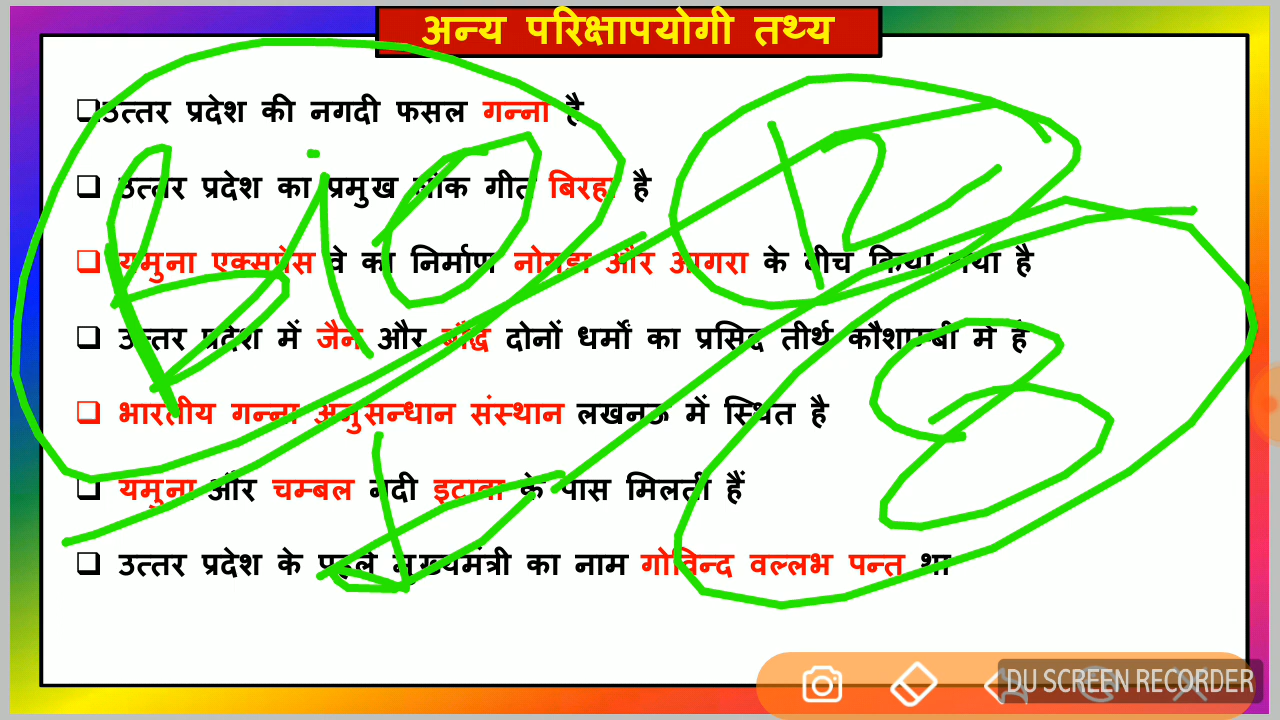 अन्य परिक्षापयोगी तथ्य
उत्तर प्रदेश की नगदी फसल गन्ना है
उत्तर प्रदेश का प्रमुख लोक गीत बिरहा है
यमुना एक्सप्रेस वे का निर्माण नोयडा और आगरा के बीच किया गया है
उत्तर प्रदेश में जैन और बौद्ध दोनों धर्मों का प्रसिद्द तीर्थ कौशाम्बी में है
भारतीय गन्ना अनुसन्धान संस्थान लखनऊ में स्थित है
यमुना और चम्बल नदी इटावा के पास मिलती हैं
उत्तर प्रदेश के पहले मुख्यमंत्री का नाम गोविन्द वल्लभ पन्त था
DU SCREEN RECORDER